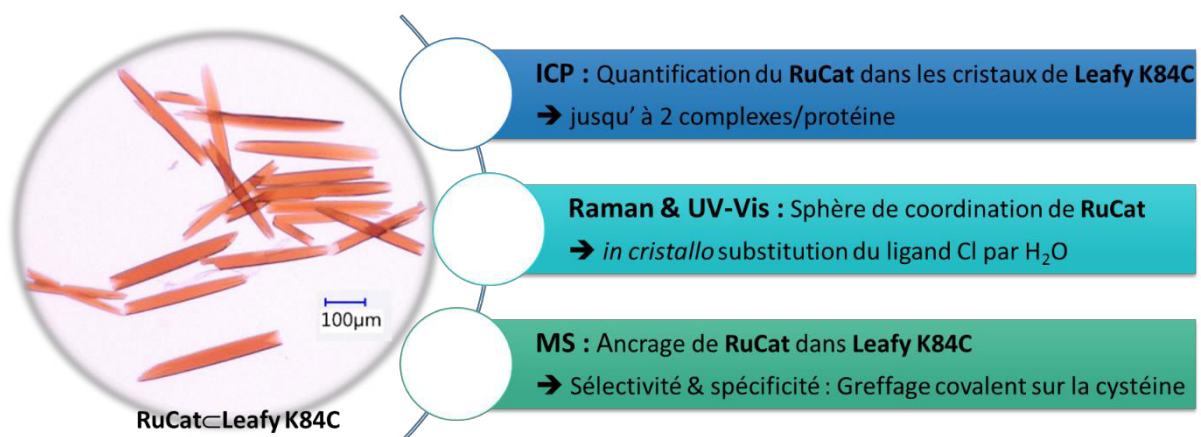 ICP : Quantification du RuCat dans les cristaux de Leafy K84C
➔ jusqu' à 2 complexes/protéine
Raman & UV-Vis : Sphère de coordination de RuCat
➔ in cristallo substitution du ligand Cl par H₂O
MS : Ancrage de RuCat dans Leafy K84C
➔ Sélectivité & spécificité : Greffage covalent sur la cystéine
100µm
RuCat⊂Leafy K84C